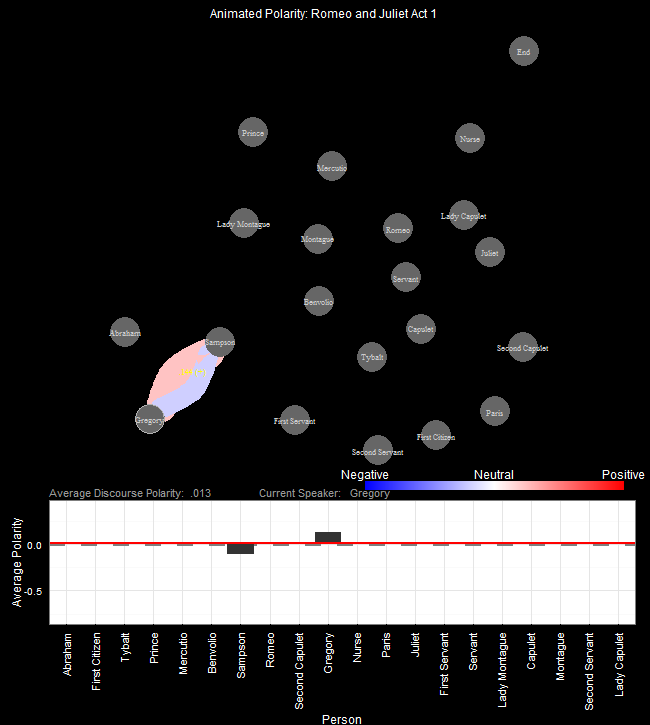 Animated Polarity: Romeo and Juliet Act 1
End
Prince
Nurse
Mercutio
Lady Montague
Lady Capulet
Romeo
Montague
Juliet
Servant
Benvolio
Abraham
Capulet
Sampson
Second Capulet
Tybalt
Paris
Gregory
First Servant
First Citizen
Second Servant
Negative Neutral Positive
Average Discourse Polarity: .013 Current Speaker: Gregory
Average Polarity
0.0
-0.5
Abraham
First Citizen
Tybalt
Prince
Mercutio
Benvolio
Sampson
Romeo
Second Capulet
Gregory
Nurse
Paris
Juliet
First Servant
Servant
Lady Montague
Capulet
Montague
Second Servant
Lady Capulet
Person